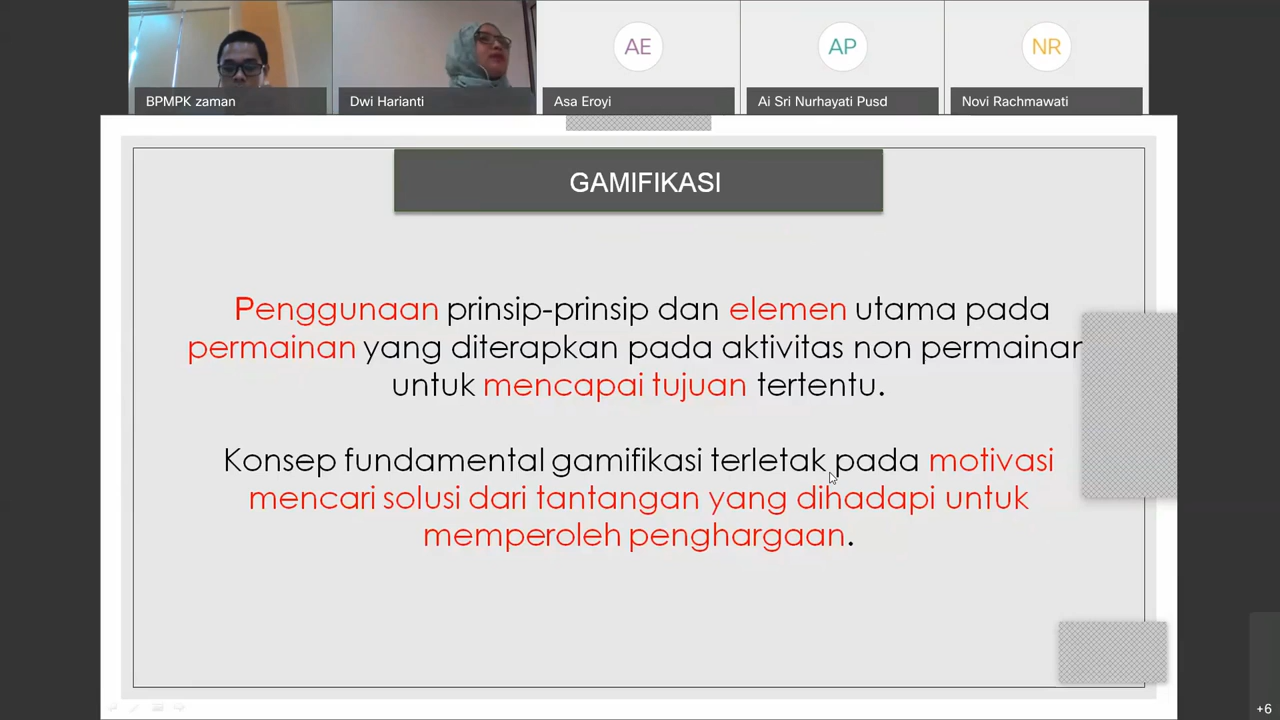 AE
AP
NR
BPMPK zaman
Dwi Harianti
Asa Eroyi
Ai Sri Nurhayati Pusd
Novi Rachmawati
GAMIFIKASI
Penggunaan prinsip-prinsip dan elemen utama pada
permainan yang diterapkan pada aktivitas non permainan
untuk mencapai tujuan tertentu.
Konsep fundamental gamifikasi terletak pada motivasi
mencari solusi dari tantangan yang dihadapi untuk
memperoleh penghargaan.
+6